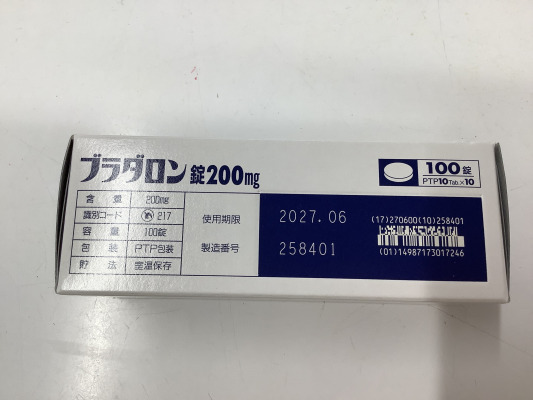 ブラダロン錠200mg
100錠
PTP10Tab.×10
含量 200mg
識別コード 217
容量 100錠
包装 PTP包装
貯法 室温保存
使用期限 2027.06
製造番号 258401
(17)270600(10)258401
(01)14987173017246